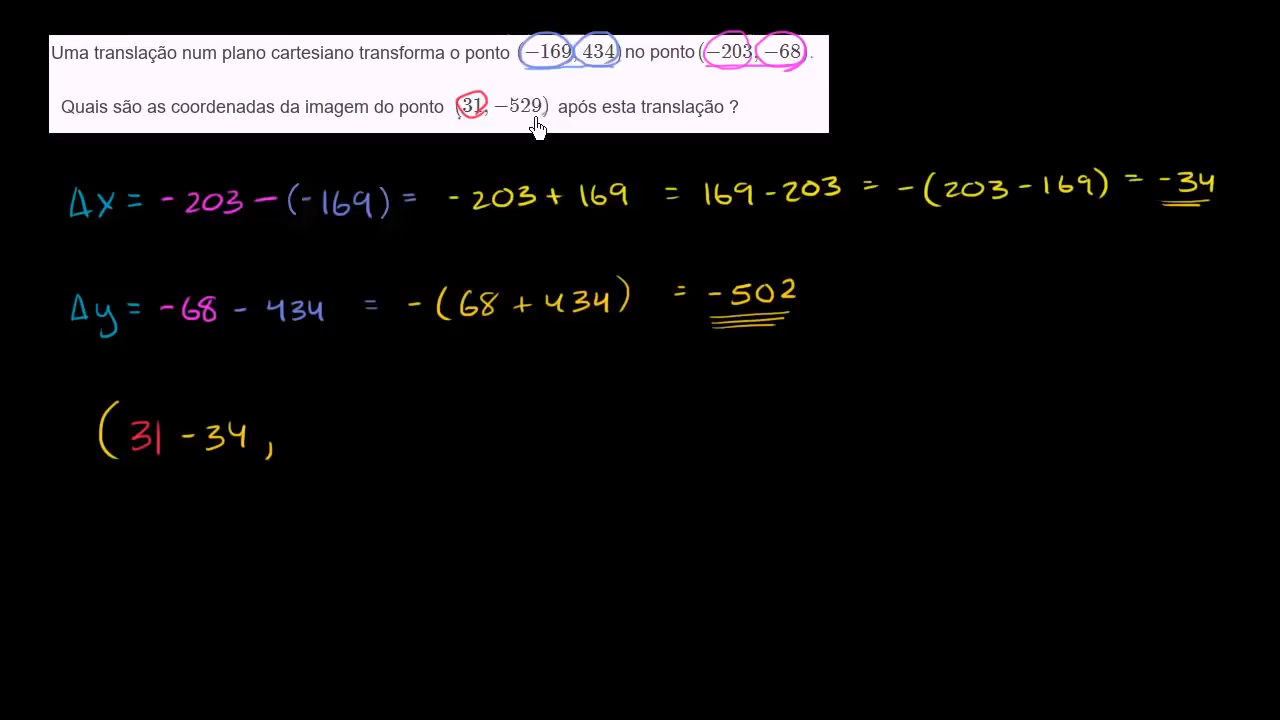 Uma translação num plano cartesiano transforma o ponto (−169, 434) no ponto (−203, −68).
Quais são as coordenadas da imagem do ponto (31, −529) após esta translação ?
Δx = -203 - (-169) = -203 + 169 = 169 - 203 = -(203 - 169) = -34
Δy = -68 - 434 = -(68 + 434) = -502
(31 - 34,